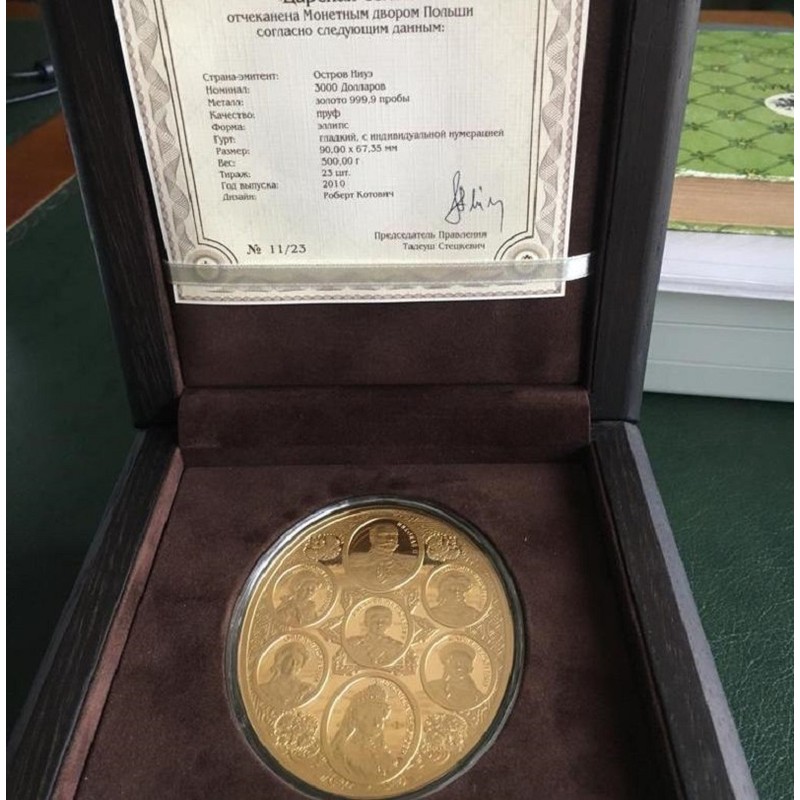 Царская
отчеканена Монетным двором Польши
согласно следующим данным:
Страна-эмитент: Остров Ниуэ
Номинал: 3000 Долларов
Металл: золото 999,9 пробы
Качество: пруф
Форма: эллипс
Гурт: гладкий, с индивидуальной нумерацией
Размер: 90,00 x 67,35 мм
Вес: 500,00 г
Тираж: 23 шт.
Год выпуска: 2010
Дизайн: Роберт Котович
Председатель Правления
№ 11/23 Тадеуш Стецкевич